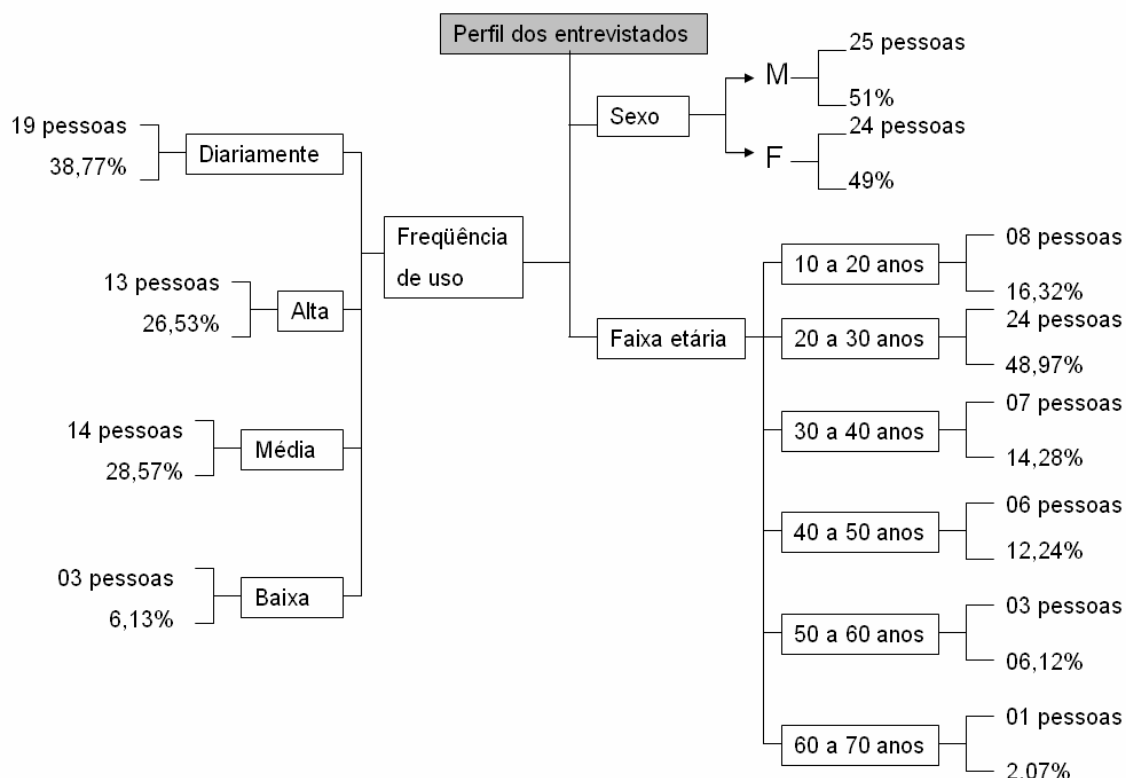 Perfil dos entrevistados
Sexo
M
25 pessoas
51%
F
24 pessoas
49%
Freqüência
de uso
Diariamente
19 pessoas
38,77%
Alta
13 pessoas
26,53%
Média
14 pessoas
28,57%
Baixa
03 pessoas
6,13%
Faixa etária
10 a 20 anos
08 pessoas
16,32%
20 a 30 anos
24 pessoas
48,97%
30 a 40 anos
07 pessoas
14,28%
40 a 50 anos
06 pessoas
12,24%
50 a 60 anos
03 pessoas
06,12%
60 a 70 anos
01 pessoas
2,07%